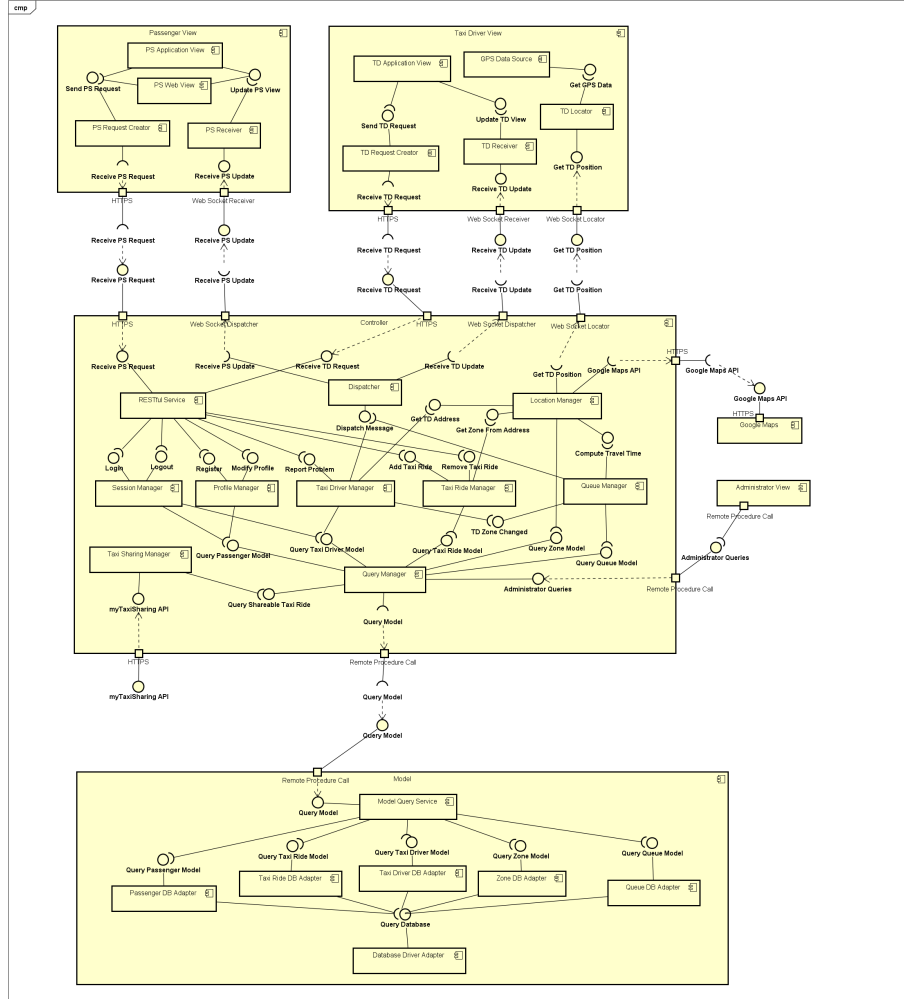 cmp
Passenger View
PS Application View
PS Web View
Send PS Request
Update PS View
PS Request Creator
PS Receiver
Receive PS Request
Receive PS Update
HTTPS
Web Socket Receiver
Taxi Driver View
TD Application View
GPS Data Source
Get GPS Data
Send TD Request
Update TD View
TD Locator
TD Request Creator
TD Receiver
Get TD Position
Receive TD Request
Receive TD Update
HTTPS
Web Socket Receiver
Web Socket Locator
Receive PS Request
Receive PS Update
Receive TD Request
Receive TD Update
Get TD Position
Receive PS Request
Receive PS Update
Receive TD Request
Receive TD Update
Get TD Position
HTTPS
Web Socket Dispatcher
Controller
HTTPS
Web Socket Dispatcher
Web Socket Locator
HTTPS
Receive PS Request
Receive PS Update
Receive TD Request
Receive TD Update
Get TD Position
Google Maps API
Google Maps API
Google Maps API
HTTPS
Google Maps
Dispatcher
RESTful Service
Location Manager
Get TD Address
Dispatch Message
Get Zone From Address
Compute Travel Time
Login
Logout
Register
Modify Profile
Report Problem
Add Taxi Ride
Remove Taxi Ride
Session Manager
Profile Manager
Taxi Driver Manager
Taxi Ride Manager
Queue Manager
Administrator View
Remote Procedure Call
TD Zone Changed
Query Passenger Model
Query Taxi Driver Model
Query Taxi Ride Model
Query Zone Model
Query Queue Model
Administrator Queries
Taxi Sharing Manager
Query Manager
Administrator Queries
Remote Procedure Call
myTaxiSharing API
Query Shareable Taxi Ride
Query Model
HTTPS
Remote Procedure Call
myTaxiSharing API
Query Model
Query Model
Remote Procedure Call
Model
Query Model
Model Query Service
Query Passenger Model
Query Taxi Ride Model
Query Taxi Driver Model
Query Zone Model
Query Queue Model
Passenger DB Adapter
Taxi Ride DB Adapter
Taxi Driver DB Adapter
Zone DB Adapter
Queue DB Adapter
Query Database
Database Driver Adapter